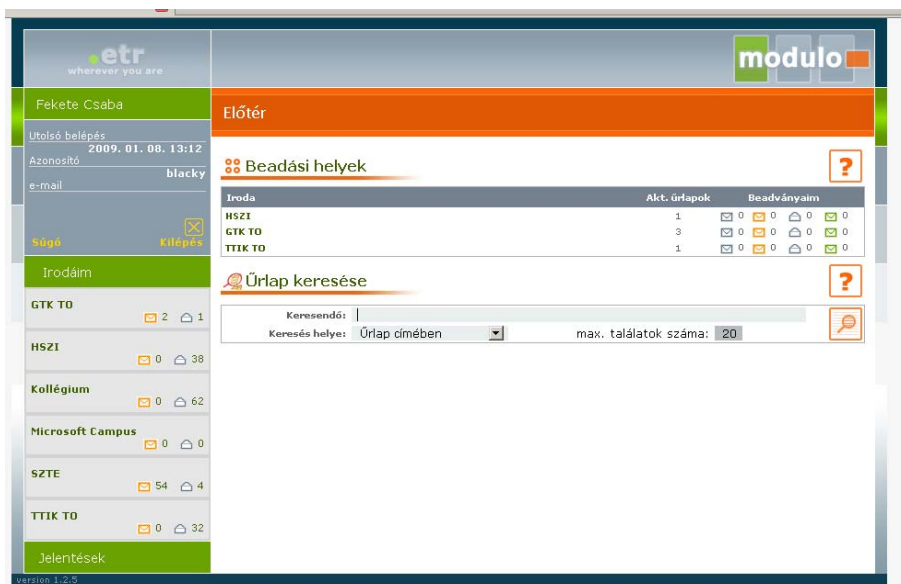 .etr
wherever you are
modulo
Fekete Csaba
Utolsó belépés
2009. 01. 08. 13:12
Azonosító
blacky
e-mail
Súgó
Kilépés
Irodáim
GTK TO
2 1
HSZI
0 38
Kollégium
0 62
Microsoft Campus
0 0
SZTE
54 4
TTIK TO
0 32
Jelentések
version 1.2.5
Előtér
Beadási helyek
?
Iroda Akt. űrlapok Beadványaim
HSZI 1 0 0 0 0
GTK TO 3 0 0 0 0
TTIK TO 1 0 0 0 0
Űrlap keresése
?
Keresendő:
Keresés helye: Űrlap címében max. találatok száma: 20